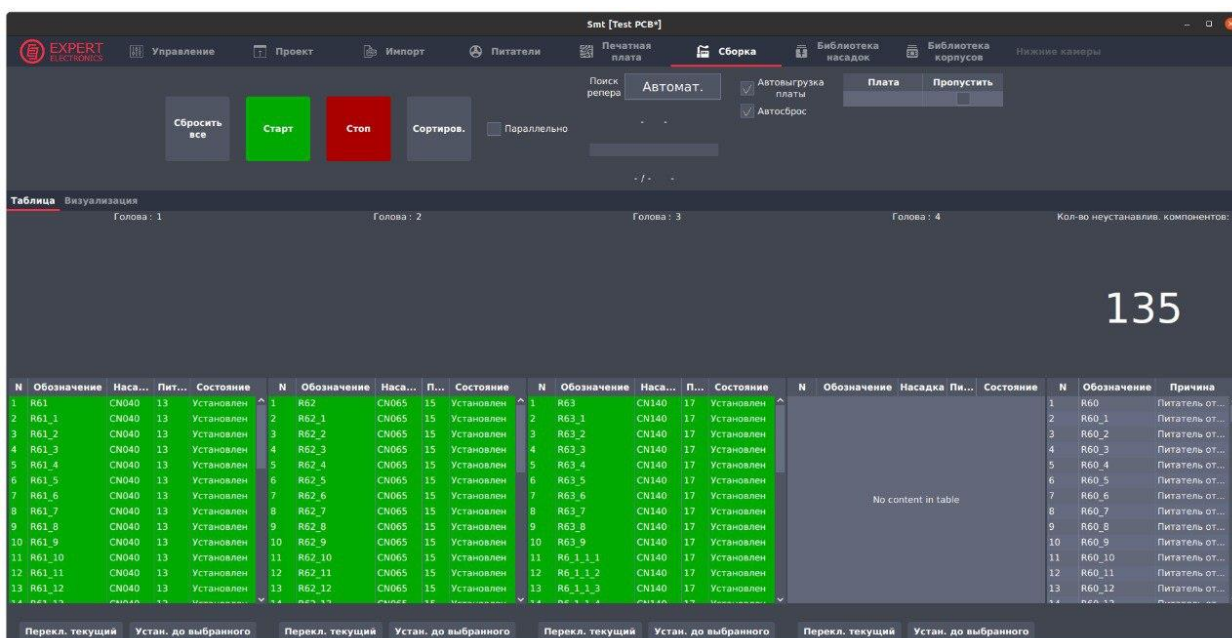 Smt [Test PCB*]
EXPERT ELECTRONICS
Управление
Проект
Импорт
Питатели
Печатная плата
Сборка
Библиотека насадок
Библиотека корпусов
Нижние камеры
Сбросить все
Старт
Стоп
Сортиров.
Параллельно
Поиск репера
Автомат.
- -
- / - -
Автовыгрузка платы
Автосброс
Плата Пропустить
Таблица Визуализация
Голова : 1 Голова : 2 Голова : 3 Голова : 4 Кол-во неустанавлив. компонентов:
135
N Обозначение Наса... Пит... Состояние N Обозначение Наса... П... Состояние N Обозначение Наса... П... Состояние N Обозначение Насадка Пи... Состояние N Обозначение Причина
1 R61 CN040 13 Установлен 1 R62 CN065 15 Установлен 1 R63 CN140 17 Установлен 1 R60 Питатель от...
2 R61_1 CN040 13 Установлен 2 R62_1 CN065 15 Установлен 2 R63_1 CN140 17 Установлен 2 R60_1 Питатель от...
3 R61_2 CN040 13 Установлен 3 R62_2 CN065 15 Установлен 3 R63_2 CN140 17 Установлен 3 R60_2 Питатель от...
4 R61_3 CN040 13 Установлен 4 R62_3 CN065 15 Установлен 4 R63_3 CN140 17 Установлен 4 R60_3 Питатель от...
5 R61_4 CN040 13 Установлен 5 R62_4 CN065 15 Установлен 5 R63_4 CN140 17 Установлен 5 R60_4 Питатель от...
6 R61_5 CN040 13 Установлен 6 R62_5 CN065 15 Установлен 6 R63_5 CN140 17 Установлен 6 R60_5 Питатель от...
7 R61_6 CN040 13 Установлен 7 R62_6 CN065 15 Установлен 7 R63_6 CN140 17 Установлен No content in table 7 R60_6 Питатель от...
8 R61_7 CN040 13 Установлен 8 R62_7 CN065 15 Установлен 8 R63_7 CN140 17 Установлен 8 R60_7 Питатель от...
9 R61_8 CN040 13 Установлен 9 R62_8 CN065 15 Установлен 9 R63_8 CN140 17 Установлен 9 R60_8 Питатель от...
10 R61_9 CN040 13 Установлен 10 R62_9 CN065 15 Установлен 10 R63_9 CN140 17 Установлен 10 R60_9 Питатель от...
11 R61_10 CN040 13 Установлен 11 R62_10 CN065 15 Установлен 11 R6_1_1_1 CN140 17 Установлен 11 R60_10 Питатель от...
12 R61_11 CN040 13 Установлен 12 R62_11 CN065 15 Установлен 12 R6_1_1_2 CN140 17 Установлен 12 R60_11 Питатель от...
13 R61_12 CN040 13 Установлен 13 R62_12 CN065 15 Установлен 13 R6_1_1_3 CN140 17 Установлен 13 R60_12 Питатель от...
Перекл. текущий Устан. до выбранного Перекл. текущий Устан. до выбранного Перекл. текущий Устан. до выбранного Перекл. текущий Устан. до выбранного